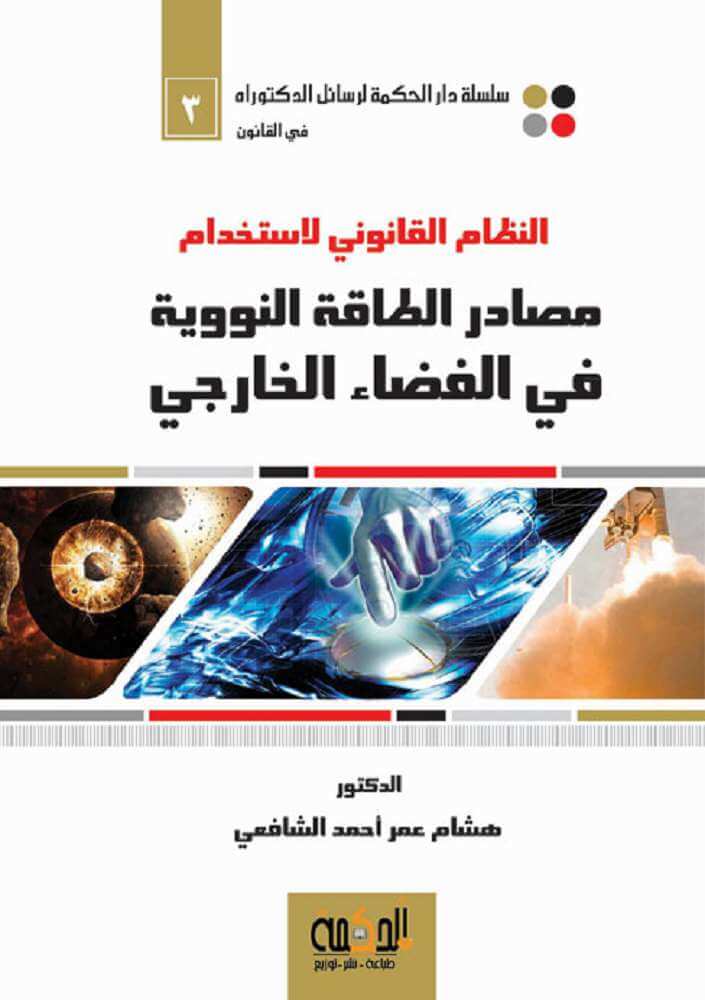 سلسلة دار الحكمة لرسائل الدكتوراه
في القانون
٣
النظام القانوني لاستخدام
مصادر الطاقة النووية
في الفضاء الخارجي
الدكتور
هشام عمر أحمد الشافعي
الحكمة
طباعة - نشر - توزيع